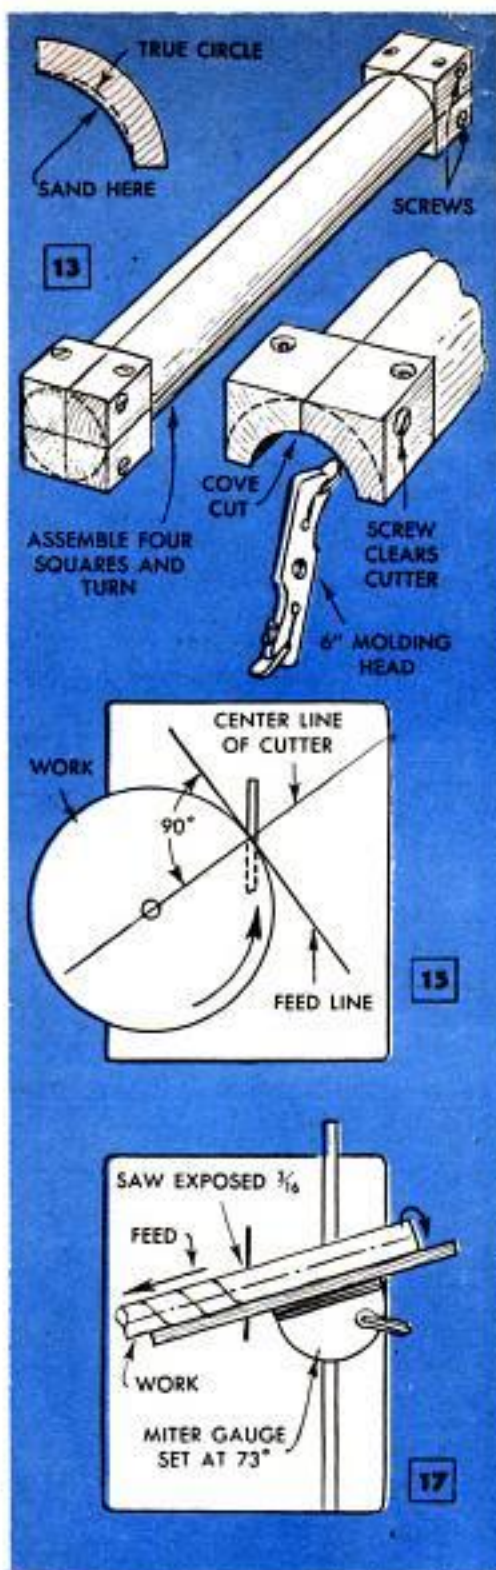 TRUE CIRCLE
SAND HERE
SCREWS
13
COVE
CUT
SCREW
CLEARS
CUTTER
ASSEMBLE FOUR
SQUARES AND
TURN
6" MOLDING
HEAD
CENTER LINE
OF CUTTER
WORK
90°
FEED LINE
15
SAW EXPOSED 3/16
FEED
WORK
MITER GAUGE
SET AT 73°
17